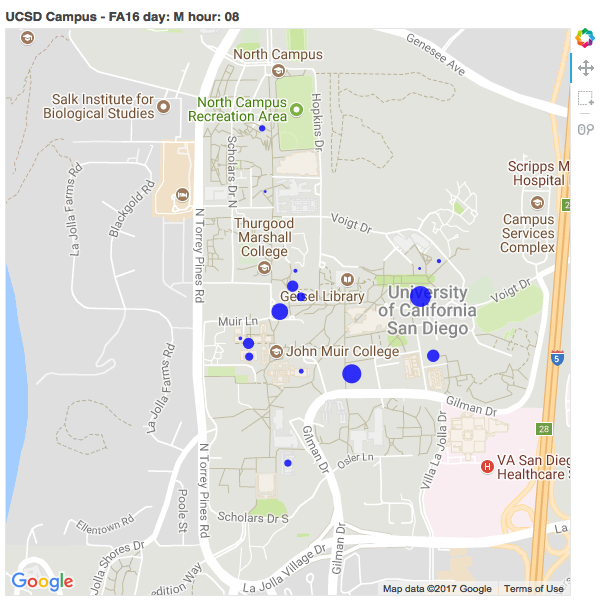 UCSD Campus - FA16 day: M hour: 08
Genesee Ave
North Campus
Salk Institute for
Biological Studies
North Campus
Recreation Area
Hopkins Dr
Scholars Dr N
Scripps M
Hospital
La Jolla Farms Rd
Blackgold Rd
N Torrey Pines Rd
Voigt Dr
Campus
Services
Complex
Thurgood
Marshall
College
Geisel Library
University
of California
San Diego
Voigt Dr
Muir Ln
John Muir College
5
La Jolla Farms Rd
Gilman Dr
28
Gilman Dr
Villa La Jolla Dr
N Torrey Pines Rd
Osler Ln
H
VA San Dieg
Healthcare
Poole St
Ellentown Rd
Scholars Dr S
La
La Jolla Shores Dr
Gilman Dr
La Jolla Village Dr
edition Way
Google
Map data ©2017 Google
Terms of Use